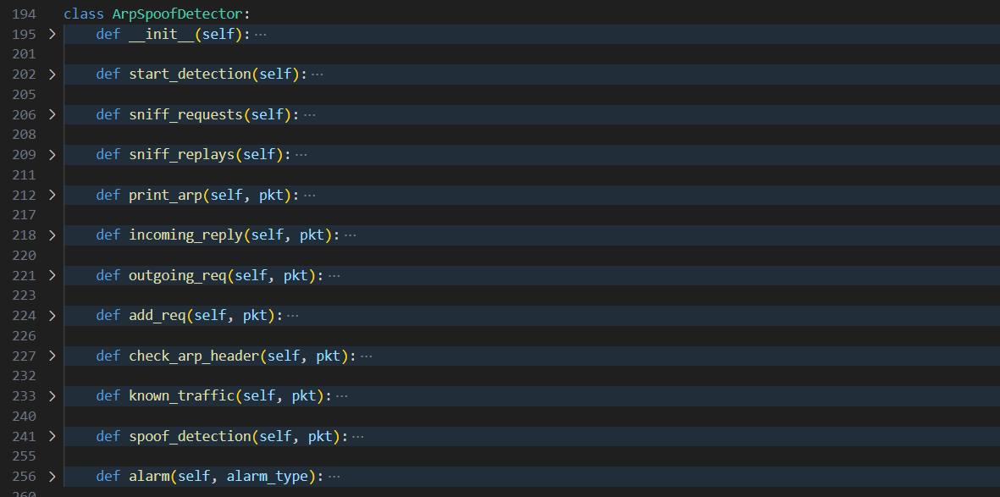 194 class ArpSpoofDetector:
195 > def __init__(self): ···
201
202 > def start_detection(self): ···
205
206 > def sniff_requests(self): ···
208
209 > def sniff_replays(self): ···
211
212 > def print_arp(self, pkt): ···
217
218 > def incoming_reply(self, pkt): ···
220
221 > def outgoing_req(self, pkt): ···
223
224 > def add_req(self, pkt): ···
226
227 > def check_arp_header(self, pkt): ···
232
233 > def known_traffic(self, pkt): ···
240
241 > def spoof_detection(self, pkt): ···
255
256 > def alarm(self, alarm_type): ···
260